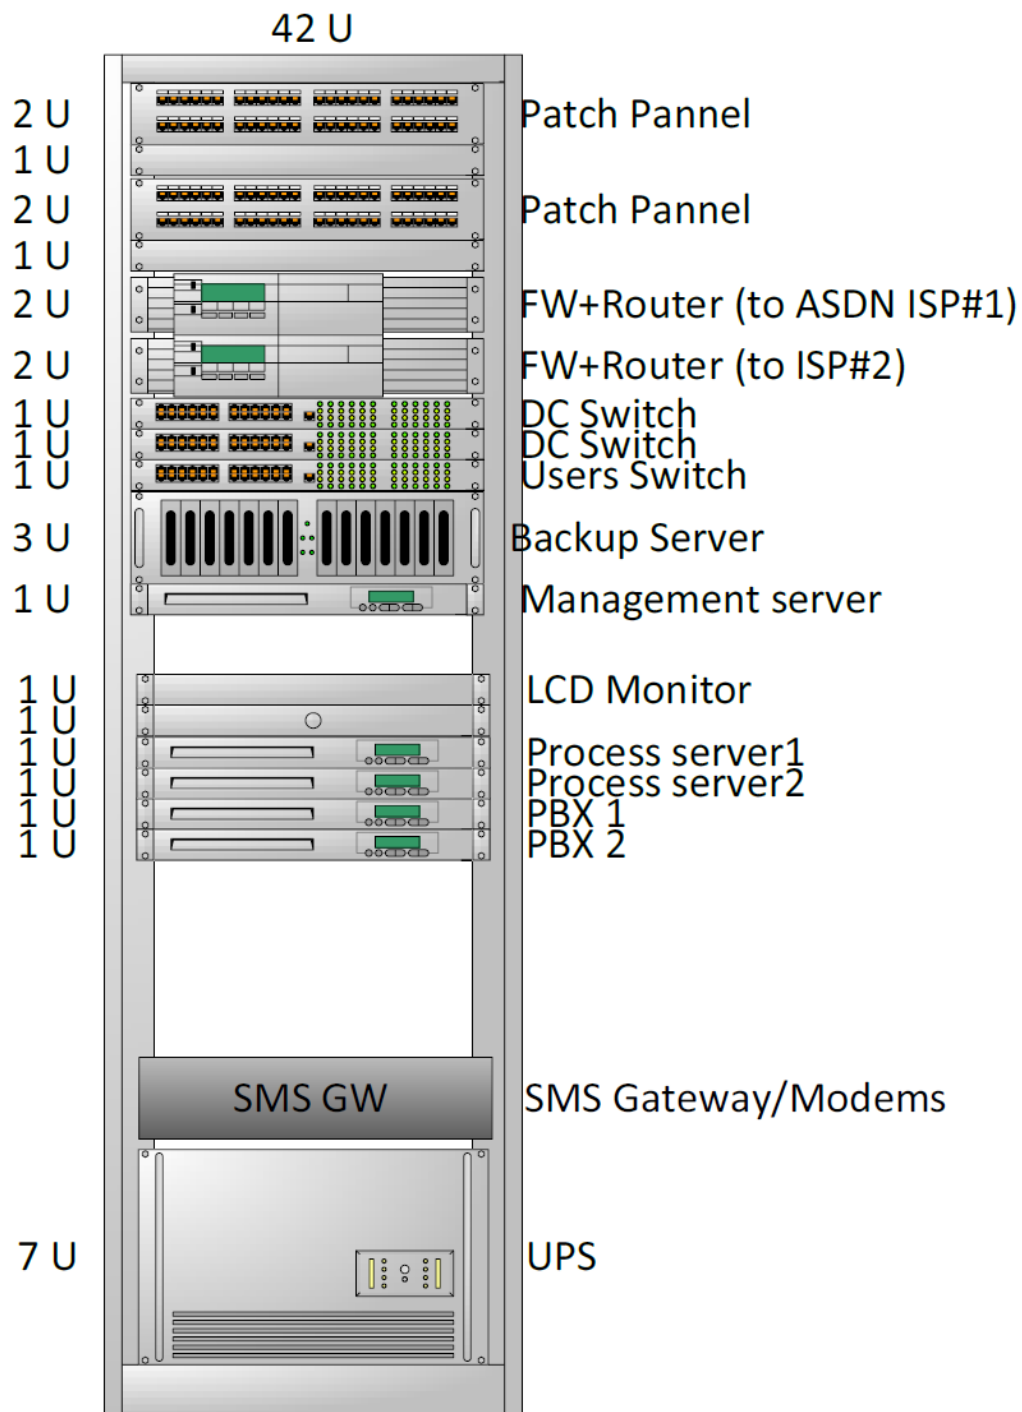 42 U
2 U Patch Pannel
1 U
2 U Patch Pannel
1 U
2 U FW+Router (to ASDN ISP#1)
2 U FW+Router (to ISP#2)
1 U DC Switch
1 U DC Switch
1 U Users Switch
3 U Backup Server
1 U Management server
1 U LCD Monitor
1 U
1 U Process server1
1 U Process server2
1 U PBX 1
1 U PBX 2
SMS GW SMS Gateway/Modems
7 U UPS